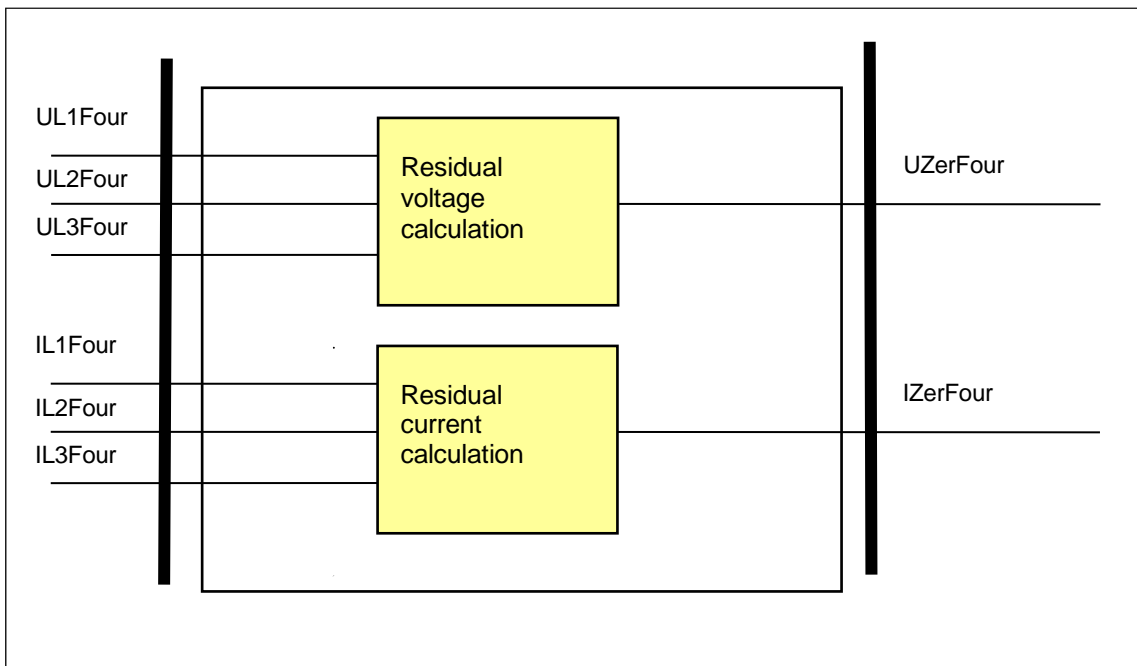 UL1Four
UL2Four
UL3Four
Residual
voltage
calculation
UZerFour
IL1Four
IL2Four
IL3Four
Residual
current
calculation
IZerFour